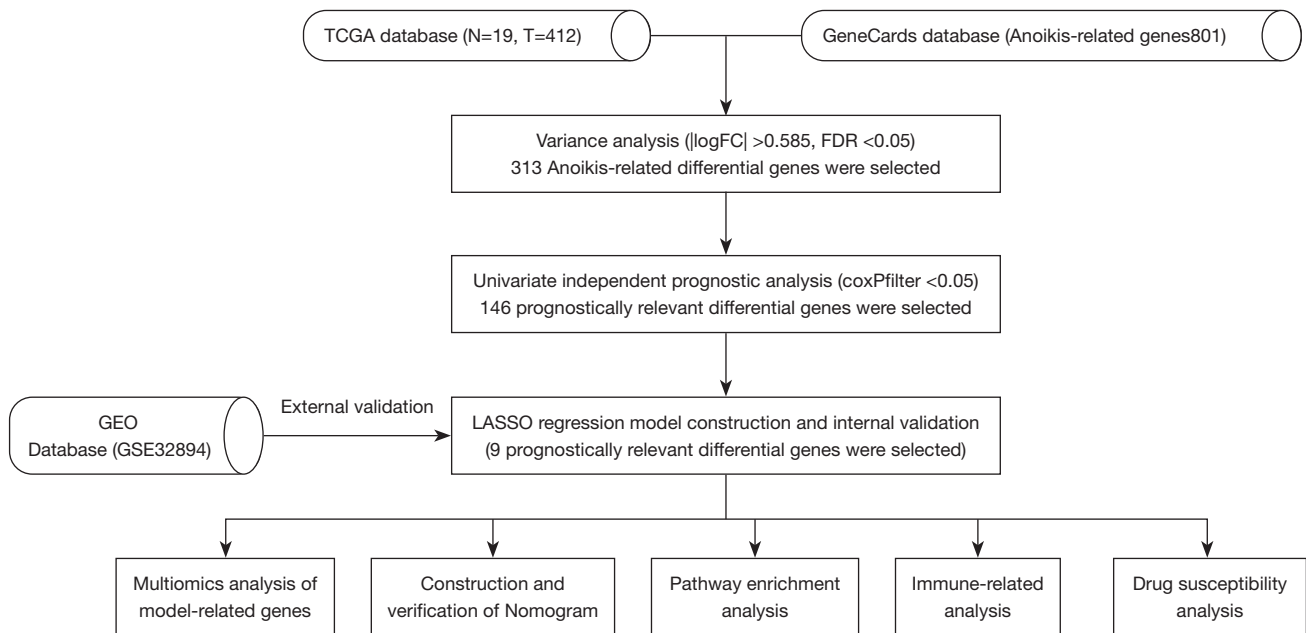 TCGA database (N=19, T=412)
GeneCards database (Anoikis-related genes801)
Variance analysis (|logFC| >0.585, FDR <0.05)
313 Anoikis-related differential genes were selected
Univariate independent prognostic analysis (coxPfilter <0.05)
146 prognostically relevant differential genes were selected
GEO
Database (GSE32894)
External validation
LASSO regression model construction and internal validation
(9 prognostically relevant differential genes were selected)
Multiomics analysis of
model-related genes
Construction and
verification of Nomogram
Pathway enrichment
analysis
Immune-related
analysis
Drug susceptibility
analysis